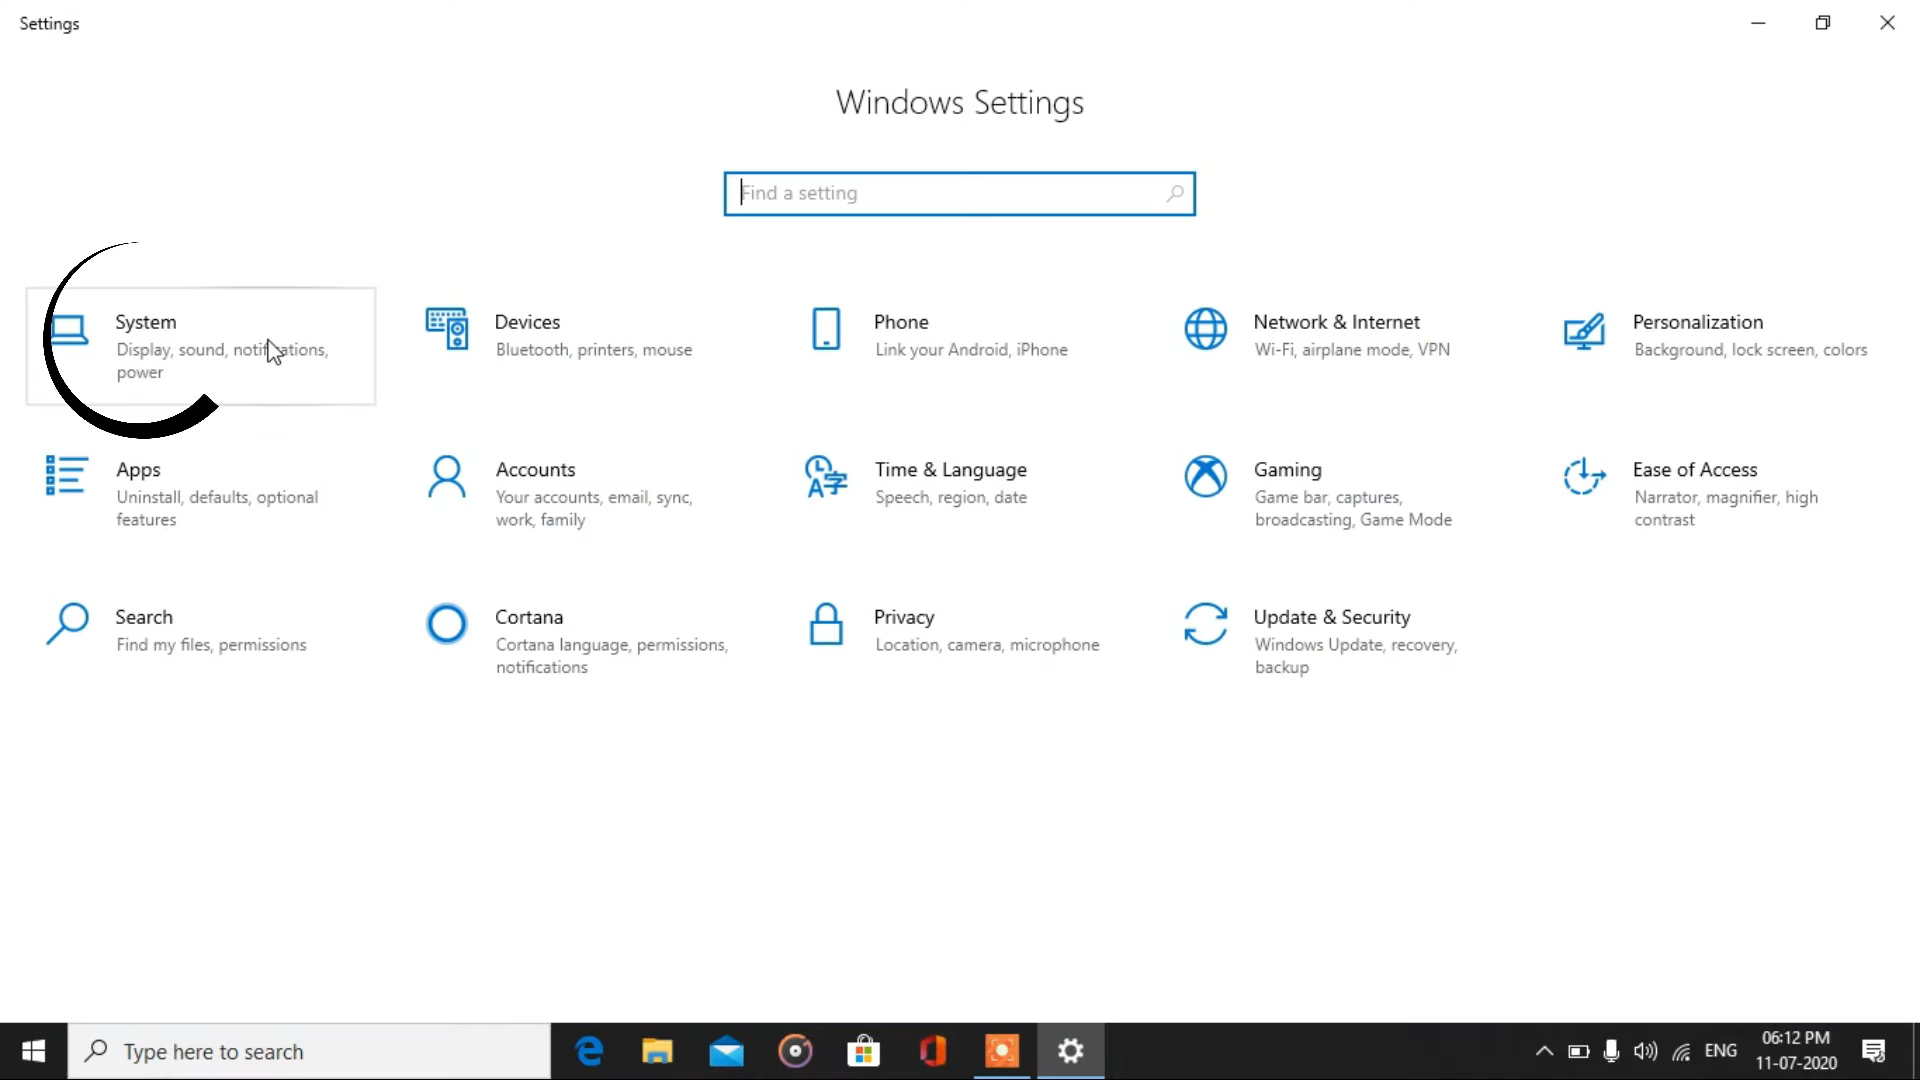 Settings
Windows Settings
Find a setting
System
Display, sound, notifications,
power
Devices
Bluetooth, printers, mouse
Phone
Link your Android, iPhone
Network & Internet
Wi-Fi, airplane mode, VPN
Personalization
Background, lock screen, colors
Apps
Uninstall, defaults, optional
features
Accounts
Your accounts, email, sync,
work, family
Time & Language
Speech, region, date
Gaming
Game bar, captures,
broadcasting, Game Mode
Ease of Access
Narrator, magnifier, high
contrast
Search
Find my files, permissions
Cortana
Cortana language, permissions,
notifications
Privacy
Location, camera, microphone
Update & Security
Windows Update, recovery,
backup
Type here to search
ENG
06:12 PM
11-07-2020